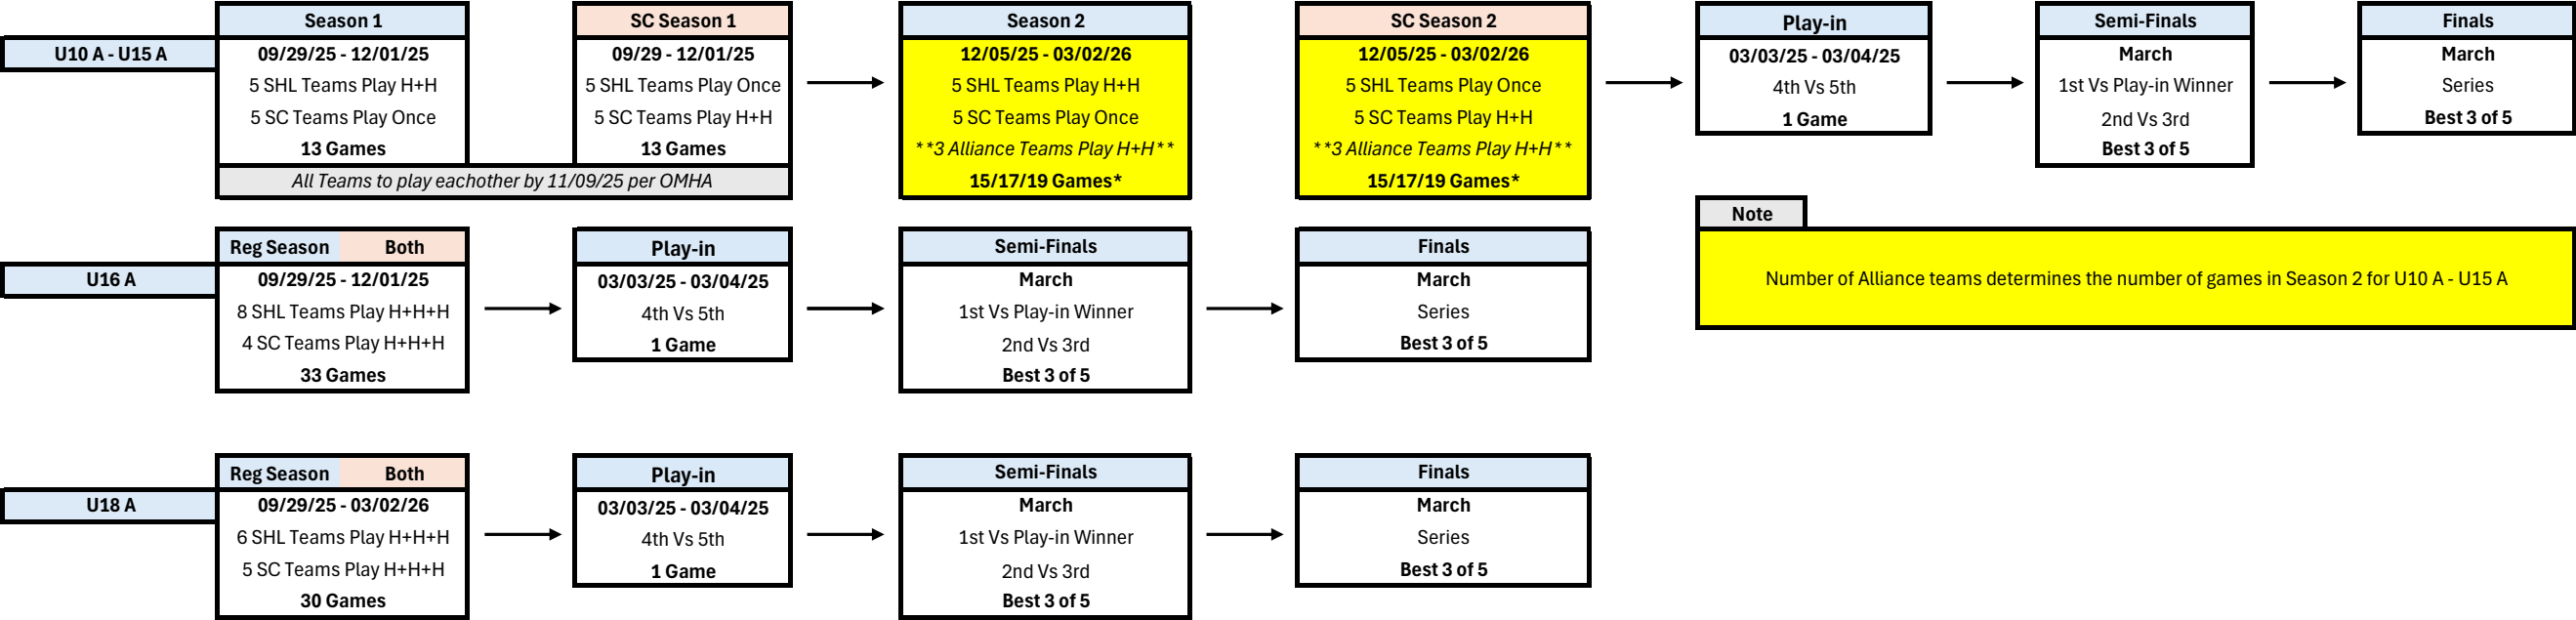 U10 A - U15 A
Season 1
09/29/25 - 12/01/25
5 SHL Teams Play H+H
5 SC Teams Play Once
13 Games
SC Season 1
09/29 - 12/01/25
5 SHL Teams Play Once
5 SC Teams Play H+H
13 Games
All Teams to play eachother by 11/09/25 per OMHA
Season 2
12/05/25 - 03/02/26
5 SHL Teams Play H+H
5 SC Teams Play Once
**3 Alliance Teams Play H+H**
15/17/19 Games*
SC Season 2
12/05/25 - 03/02/26
5 SHL Teams Play Once
5 SC Teams Play H+H
**3 Alliance Teams Play H+H**
15/17/19 Games*
Play-in
03/03/25 - 03/04/25
4th Vs 5th
1 Game
Semi-Finals
March
1st Vs Play-in Winner
2nd Vs 3rd
Best 3 of 5
Finals
March
Series
Best 3 of 5
Note
Number of Alliance teams determines the number of games in Season 2 for U10 A - U15 A
U16 A
Reg Season Both
09/29/25 - 12/01/25
8 SHL Teams Play H+H+H
4 SC Teams Play H+H+H
33 Games
Play-in
03/03/25 - 03/04/25
4th Vs 5th
1 Game
Semi-Finals
March
1st Vs Play-in Winner
2nd Vs 3rd
Best 3 of 5
Finals
March
Series
Best 3 of 5
U18 A
Reg Season Both
09/29/25 - 03/02/26
6 SHL Teams Play H+H+H
5 SC Teams Play H+H+H
30 Games
Play-in
03/03/25 - 03/04/25
4th Vs 5th
1 Game
Semi-Finals
March
1st Vs Play-in Winner
2nd Vs 3rd
Best 3 of 5
Finals
March
Series
Best 3 of 5